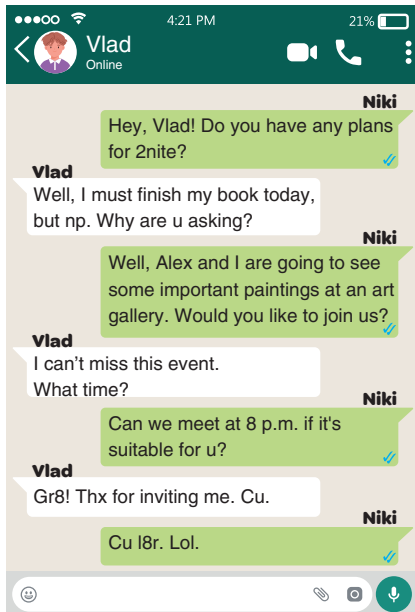 4:21 PM
21%
Vlad
Online
Niki
Hey, Vlad! Do you have any plans
for 2nite?
Vlad
Well, I must finish my book today,
but np. Why are u asking?
Niki
Well, Alex and I are going to see
some important paintings at an art
gallery. Would you like to join us?
Vlad
I can't miss this event.
What time?
Niki
Can we meet at 8 p.m. if it's
suitable for u?
Vlad
Gr8! Thx for inviting me. Cu.
Niki
Cu l8r. Lol.